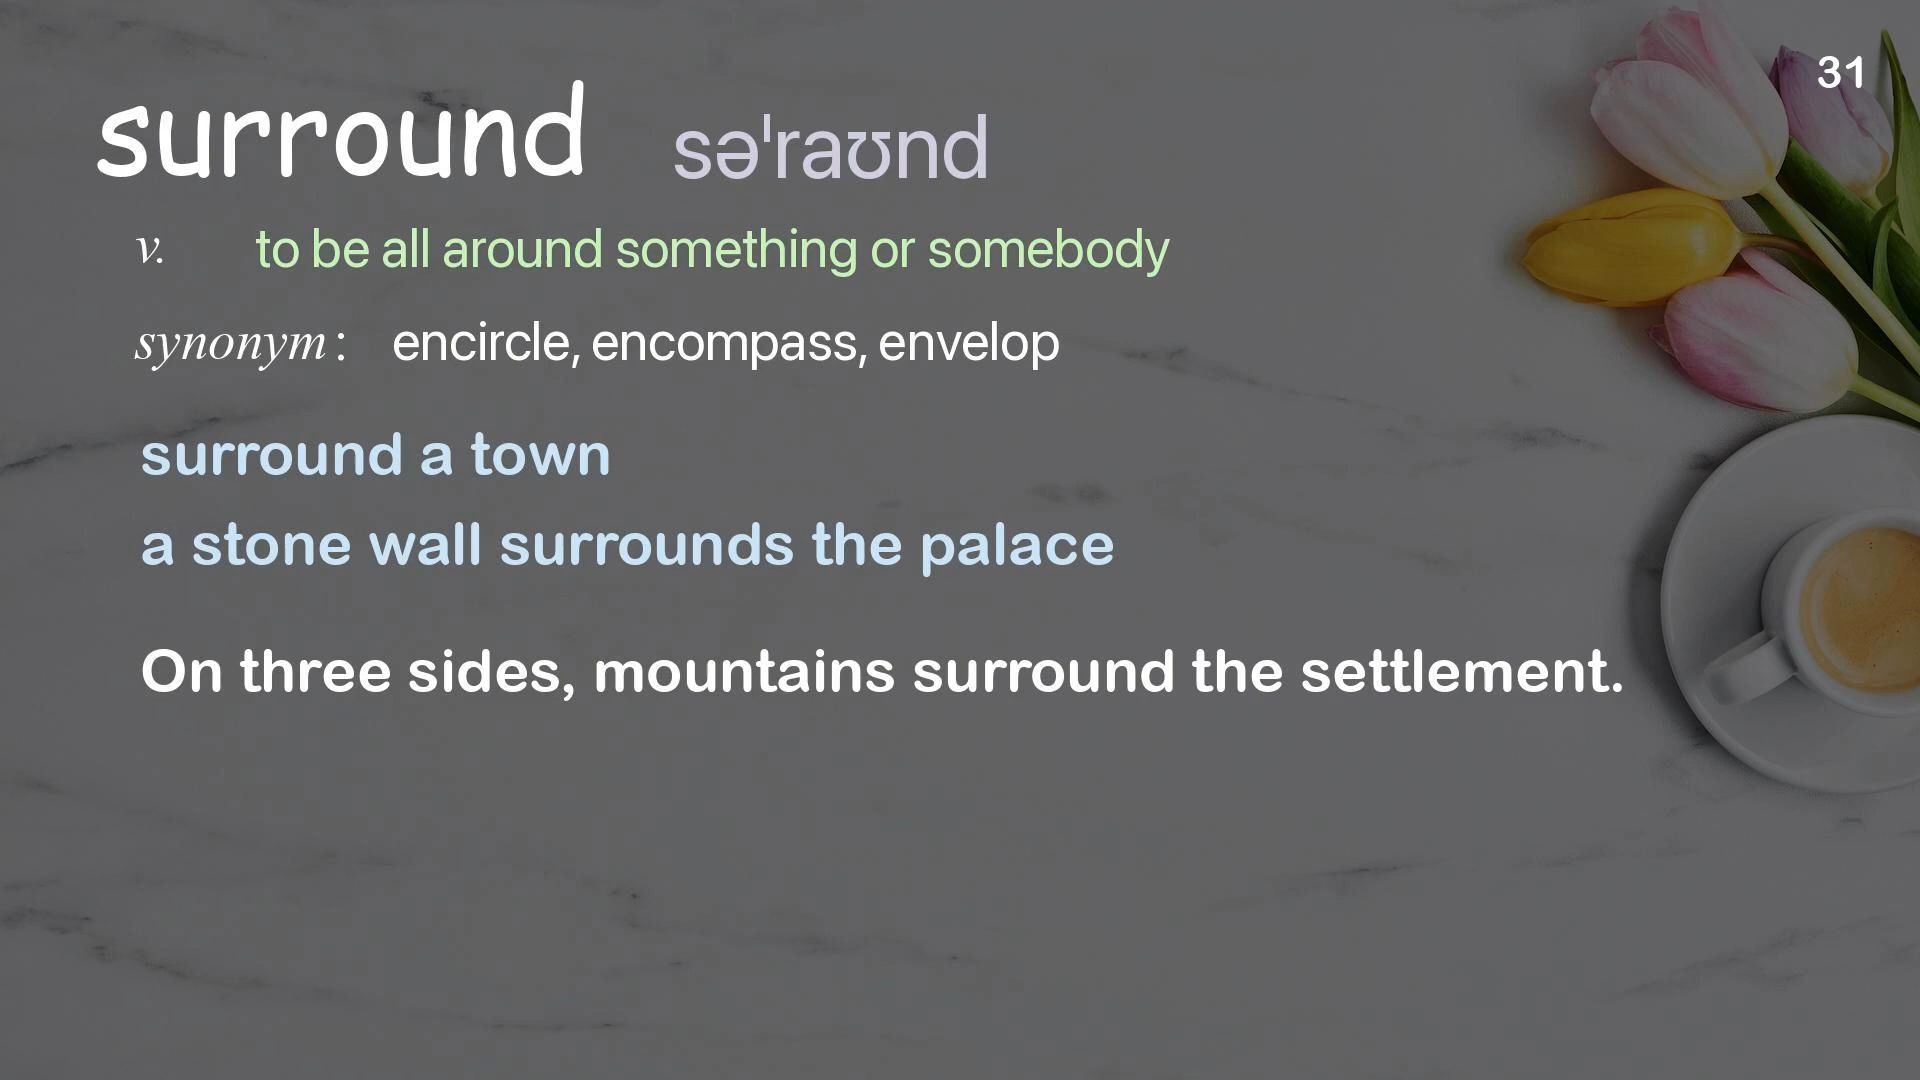 31
surround səˈraʊnd
v. to be all around something or somebody
synonym : encircle, encompass, envelop
surround a town
a stone wall surrounds the palace
On three sides, mountains surround the settlement.